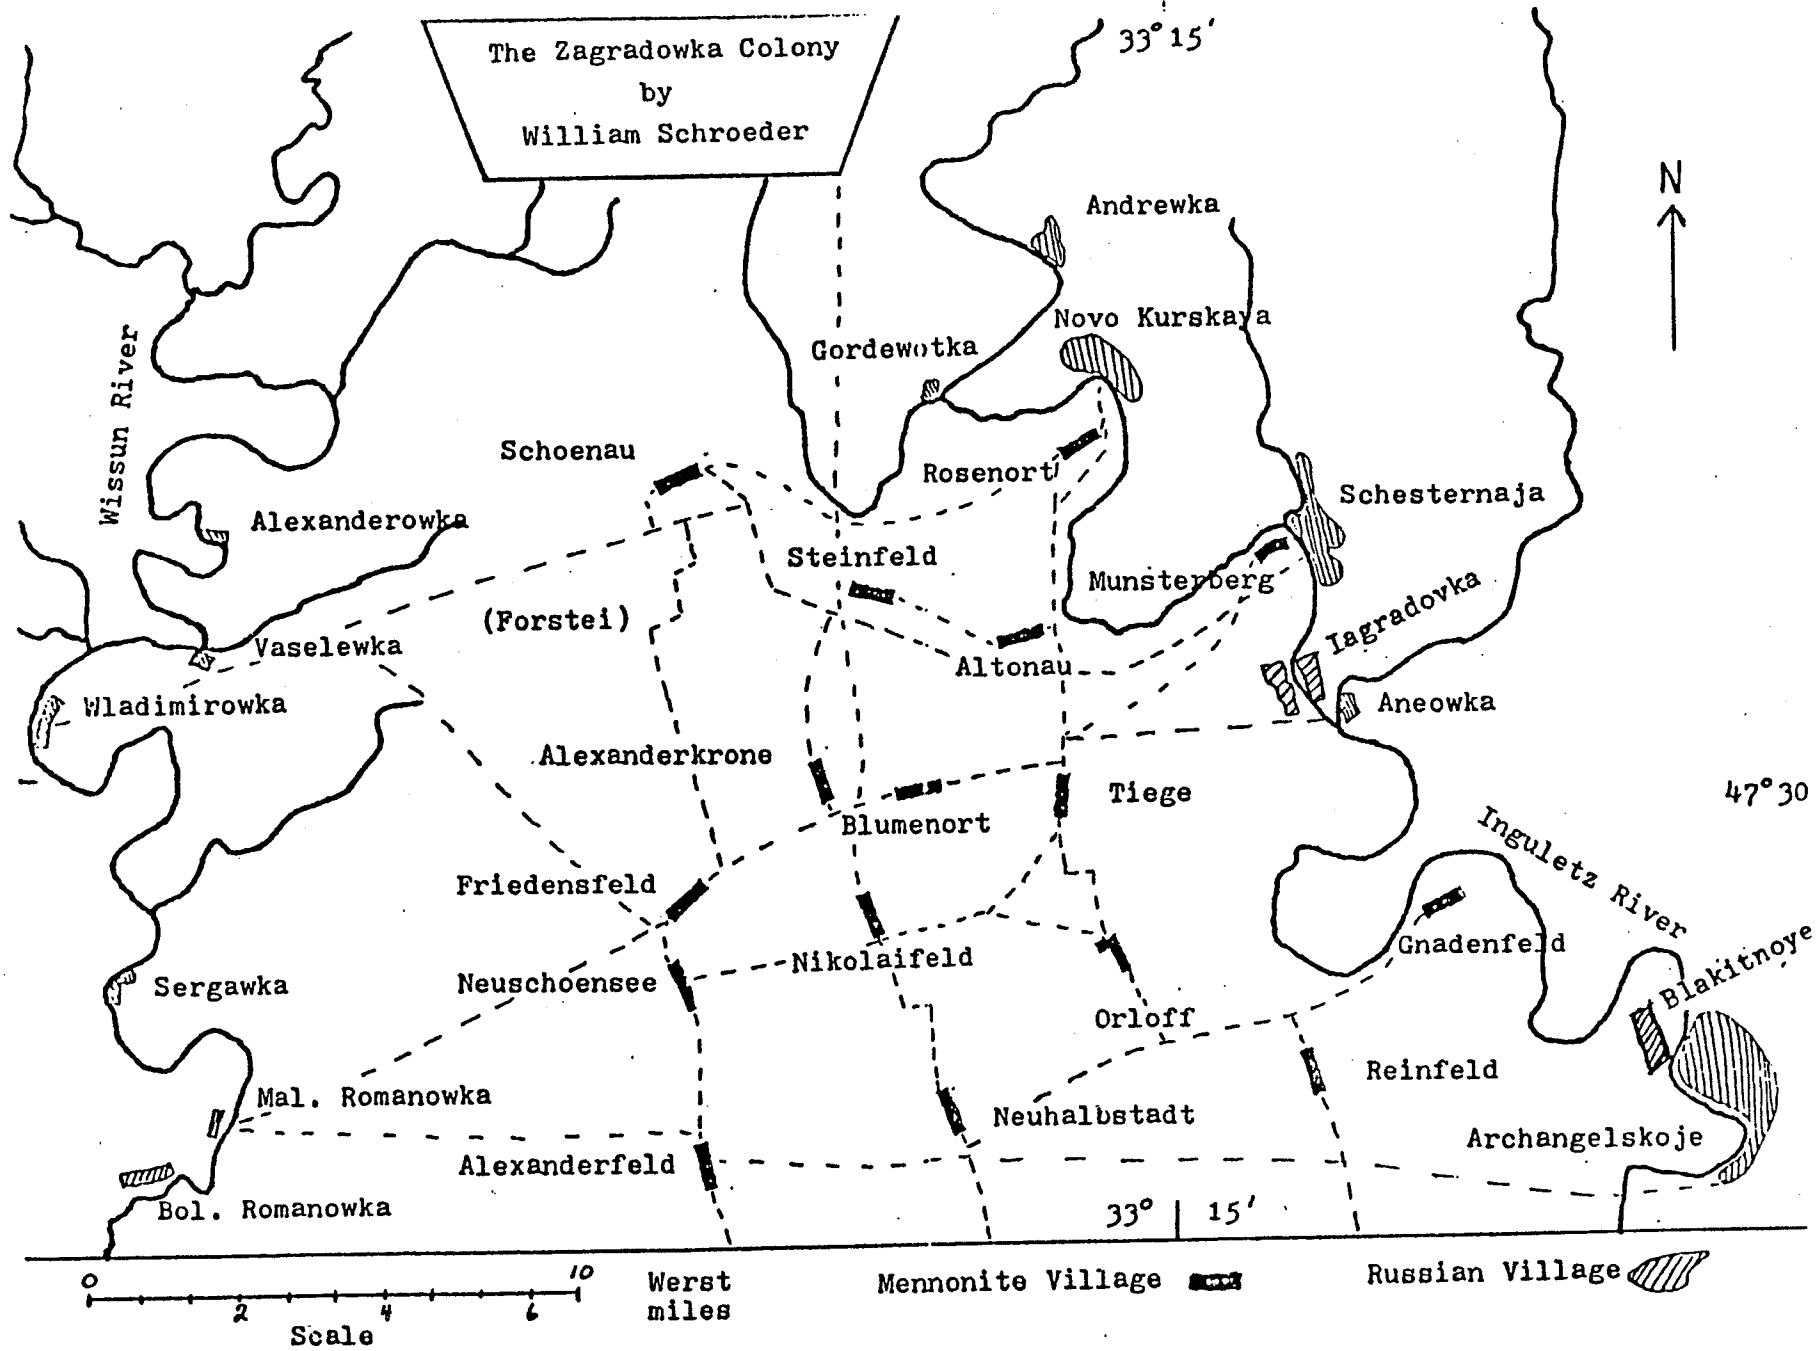 The Zagradowka Colony
by
William Schroeder
33° 15'
N
Andrewka
Novo Kurskaya
Gordewotka
Wissun River
Schoenau
Rosenort
Schesternaja
Alexanderowka
Steinfeld
Munsterberg
Iagradovka
(Forstei)
Vaselewka
Altonau
Wladimirowka
Aneowka
Alexanderkrone
Tiege
47° 30
Blumenort
Inguletz River
Friedensfeld
Gnadenfeld
Blakitnoye
Nikolaifeld
Neuschoensee
Sergawka
Orloff
Reinfeld
Mal. Romanowka
Neuhalbstadt
Archangelskoje
Alexanderfeld
Bol. Romanowka
33° 15'
0 10 Werst
2 4 6 miles
Scale
Mennonite Village
Russian Village